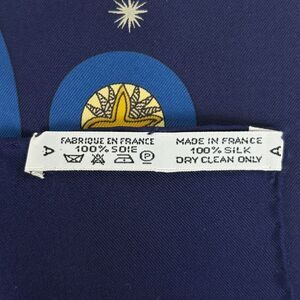 FABRIQUE EN FRANCE
100% SOIE
MADE IN FRANCE
100% SILK
DRY CLEAN ONLY
A
A
P